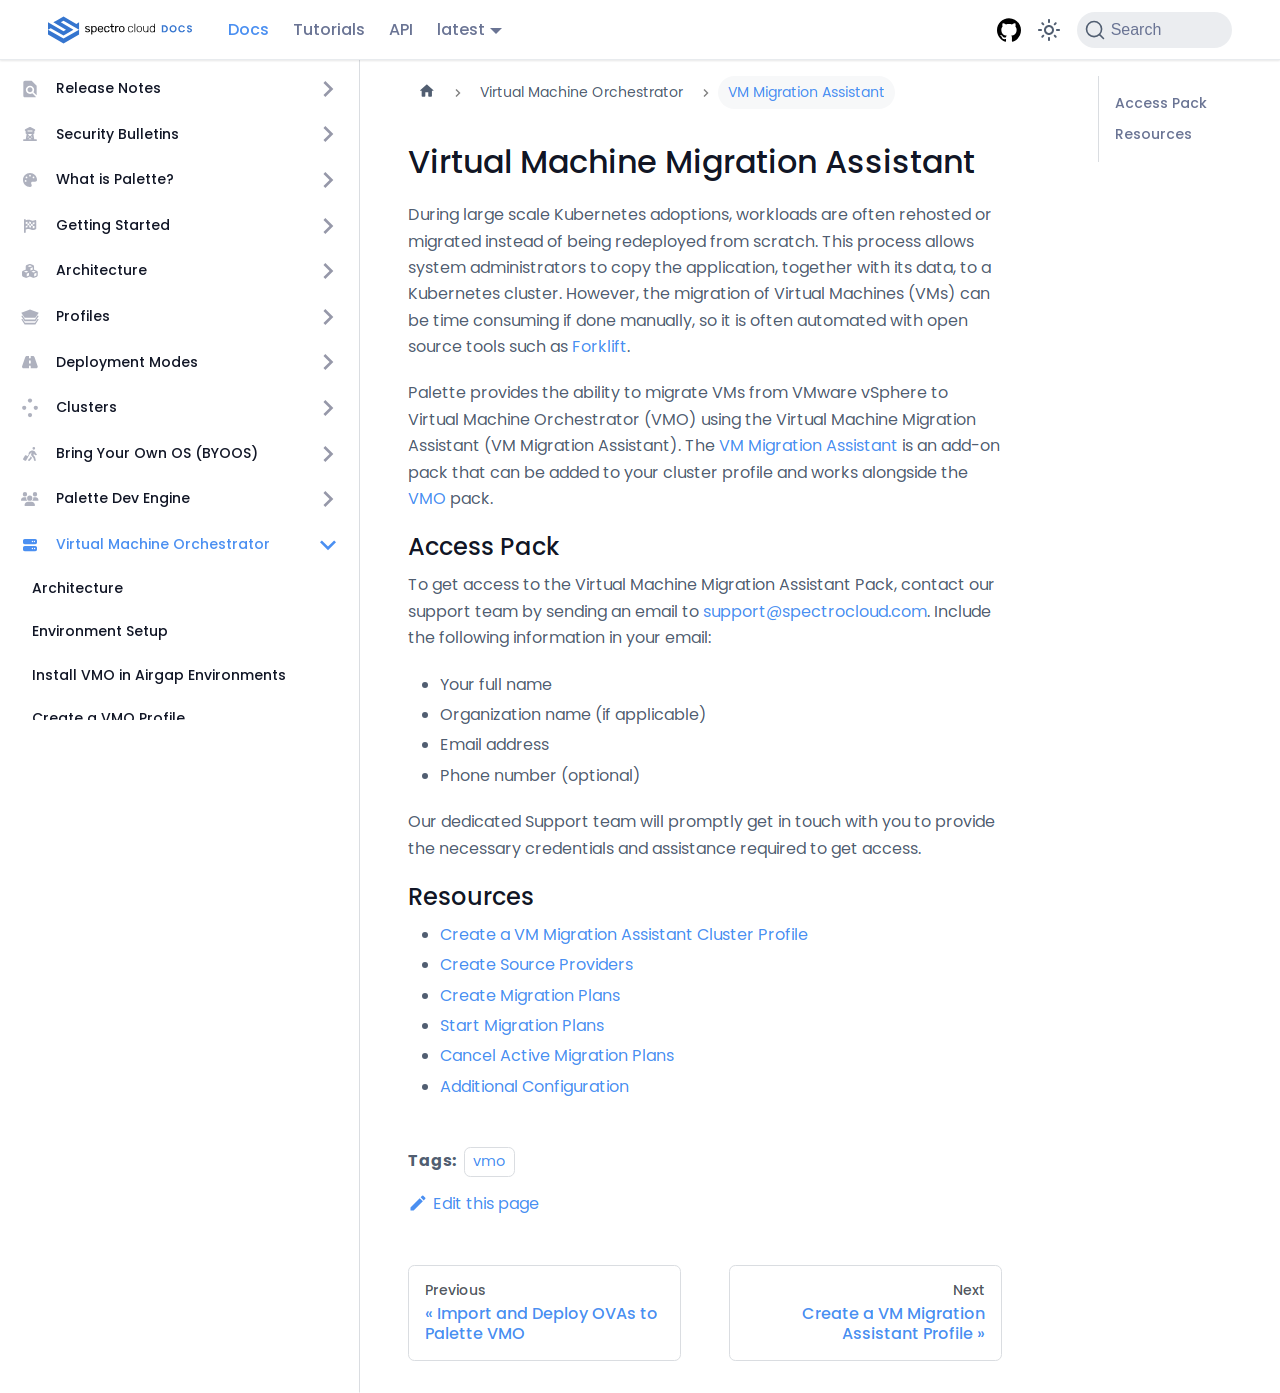 spectro cloud DOCS
Docs
Tutorials
API
latest
Search
Release Notes
Security Bulletins
What is Palette?
Getting Started
Architecture
Profiles
Deployment Modes
Clusters
Bring Your Own OS (BYOOS)
Palette Dev Engine
Virtual Machine Orchestrator
Architecture
Environment Setup
Install VMO in Airgap Environments
Create a VMO Profile
Virtual Machine Orchestrator
VM Migration Assistant
Virtual Machine Migration Assistant
During large scale Kubernetes adoptions, workloads are often rehosted or
migrated instead of being redeployed from scratch. This process allows
system administrators to copy the application, together with its data, to a
Kubernetes cluster. However, the migration of Virtual Machines (VMs) can
be time consuming if done manually, so it is often automated with open
source tools such as Forklift.
Palette provides the ability to migrate VMs from VMware vSphere to
Virtual Machine Orchestrator (VMO) using the Virtual Machine Migration
Assistant (VM Migration Assistant). The VM Migration Assistant is an add-on
pack that can be added to your cluster profile and works alongside the
VMO pack.
Access Pack
To get access to the Virtual Machine Migration Assistant Pack, contact our
support team by sending an email to support@spectrocloud.com. Include
the following information in your email:
Your full name
Organization name (if applicable)
Email address
Phone number (optional)
Our dedicated Support team will promptly get in touch with you to provide
the necessary credentials and assistance required to get access.
Resources
Create a VM Migration Assistant Cluster Profile
Create Source Providers
Create Migration Plans
Start Migration Plans
Cancel Active Migration Plans
Additional Configuration
Tags: vmo
Edit this page
Previous
« Import and Deploy OVAs to
Palette VMO
Next
Create a VM Migration
Assistant Profile »
Access Pack
Resources